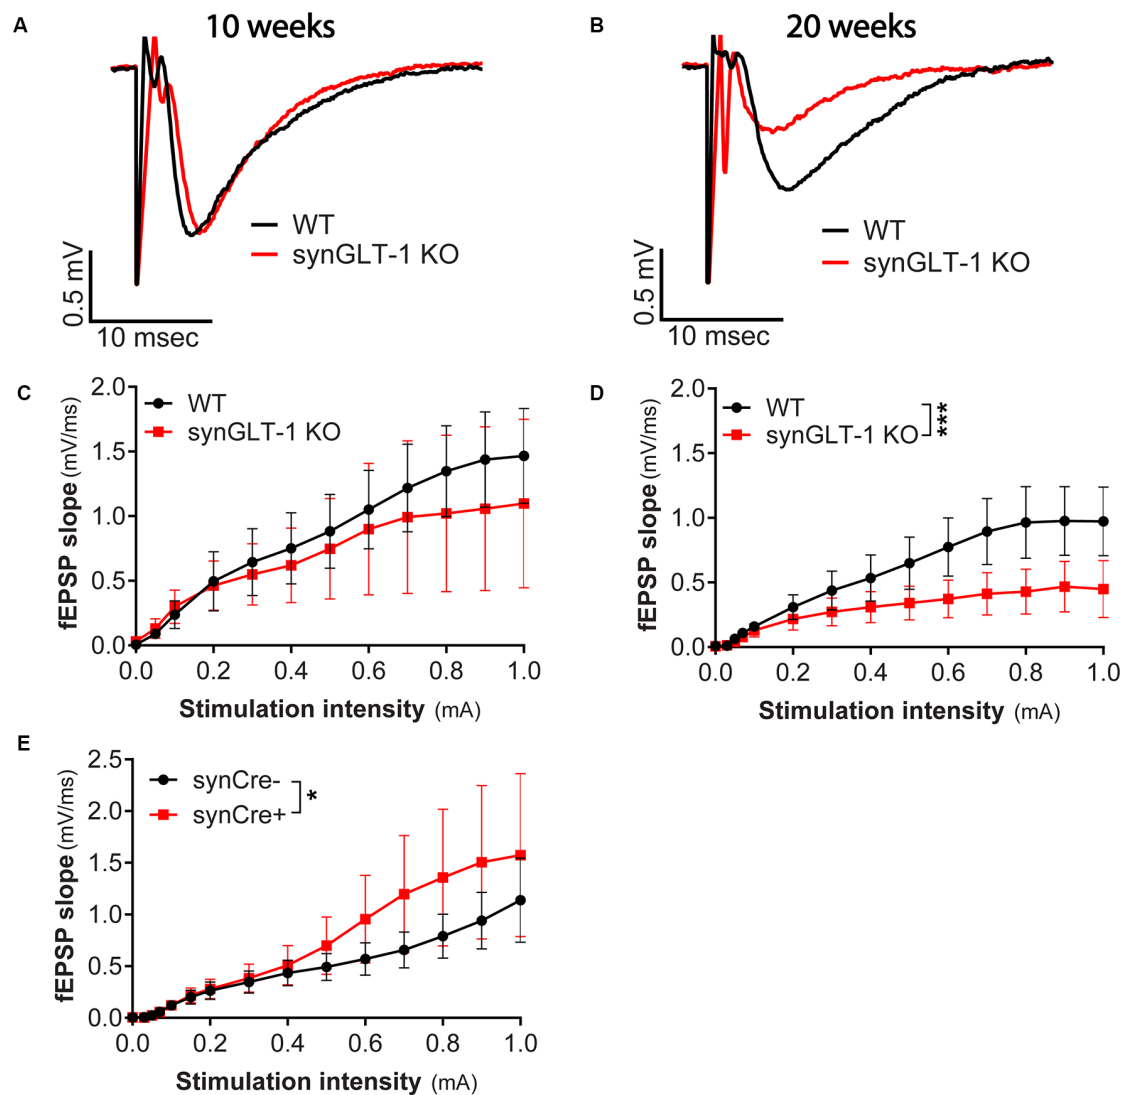 A
10 weeks
WT
synGLT-1 KO
0.5 mV
10 msec
B
20 weeks
WT
synGLT-1 KO
0.5 mV
10 msec
C
2.0
1.5
1.0
0.5
0.0
fEPSP slope (mV/ms)
WT
synGLT-1 KO
0.0 0.2 0.4 0.6 0.8 1.0
Stimulation intensity (mA)
D
2.0
1.5
1.0
0.5
0.0
fEPSP slope (mV/ms)
WT
synGLT-1 KO
***
0.0 0.2 0.4 0.6 0.8 1.0
Stimulation intensity (mA)
E
2.5
2.0
1.5
1.0
0.5
0.0
fEPSP slope (mV/ms)
synCre-
synCre+
*
0.0 0.2 0.4 0.6 0.8 1.0
Stimulation intensity (mA)